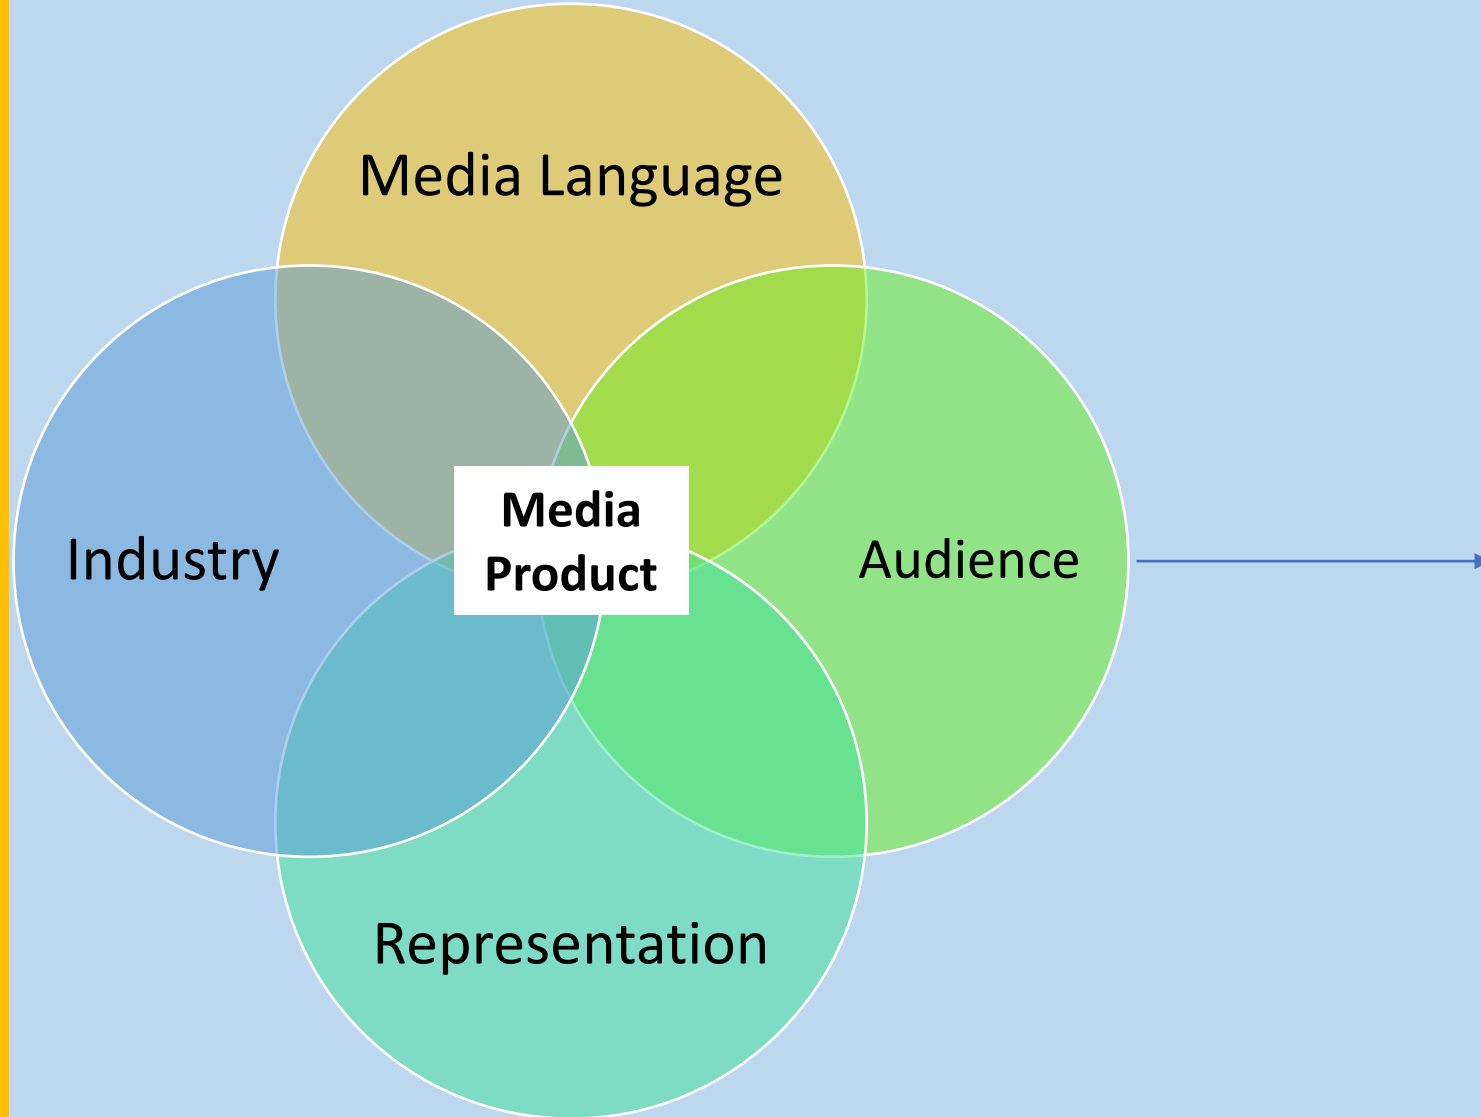 Media Language
Industry
Media
Product
Audience
Representation